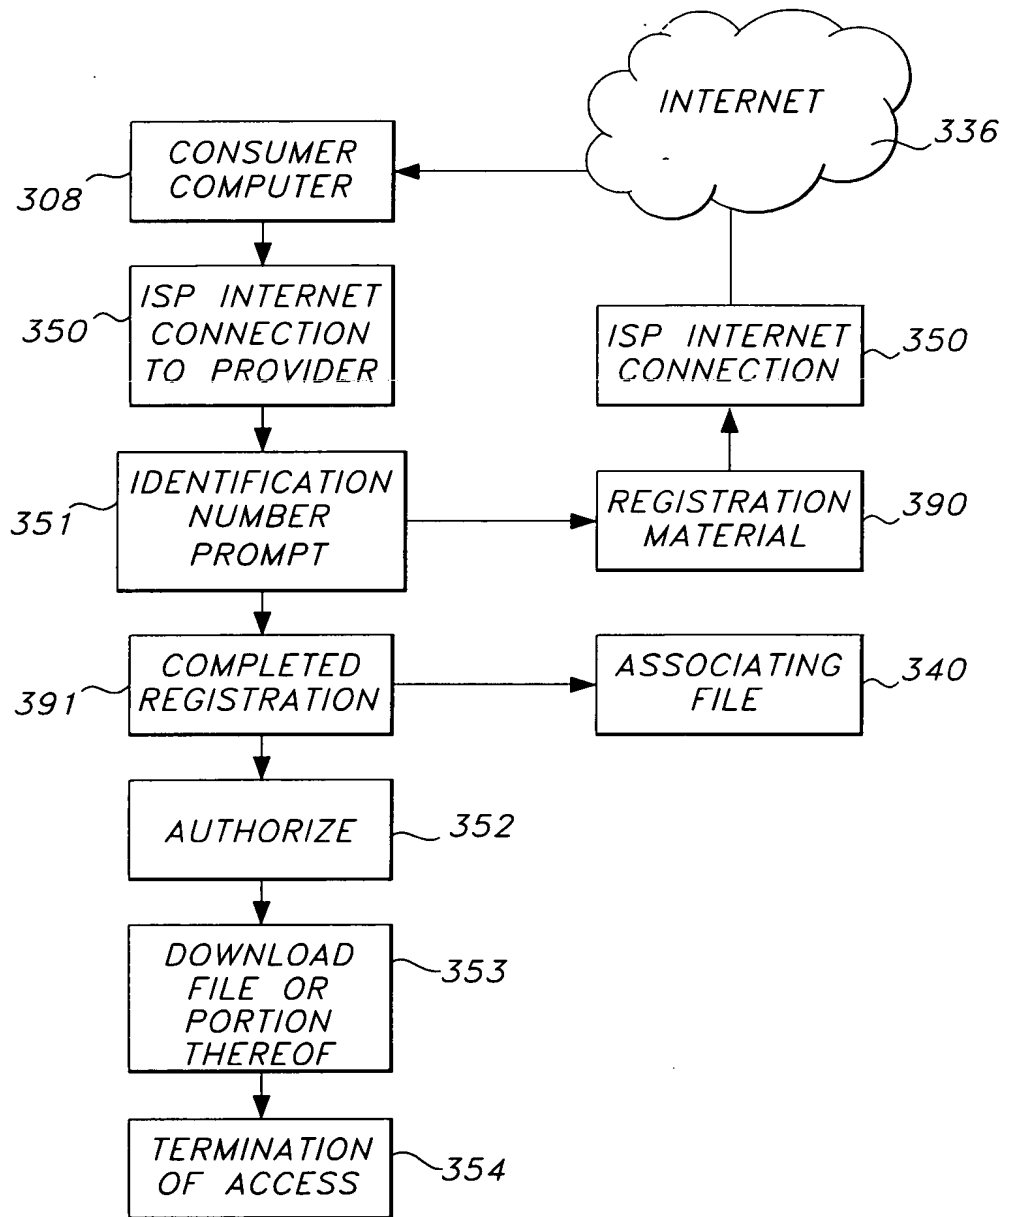 INTERNET
336
CONSUMER
COMPUTER
308
ISP INTERNET
CONNECTION
TO PROVIDER
350
ISP INTERNET
CONNECTION
350
IDENTIFICATION
NUMBER
PROMPT
351
REGISTRATION
MATERIAL
390
COMPLETED
REGISTRATION
391
ASSOCIATING
FILE
340
AUTHORIZE
352
DOWNLOAD
FILE OR
PORTION
THEREOF
353
TERMINATION
OF ACCESS
354